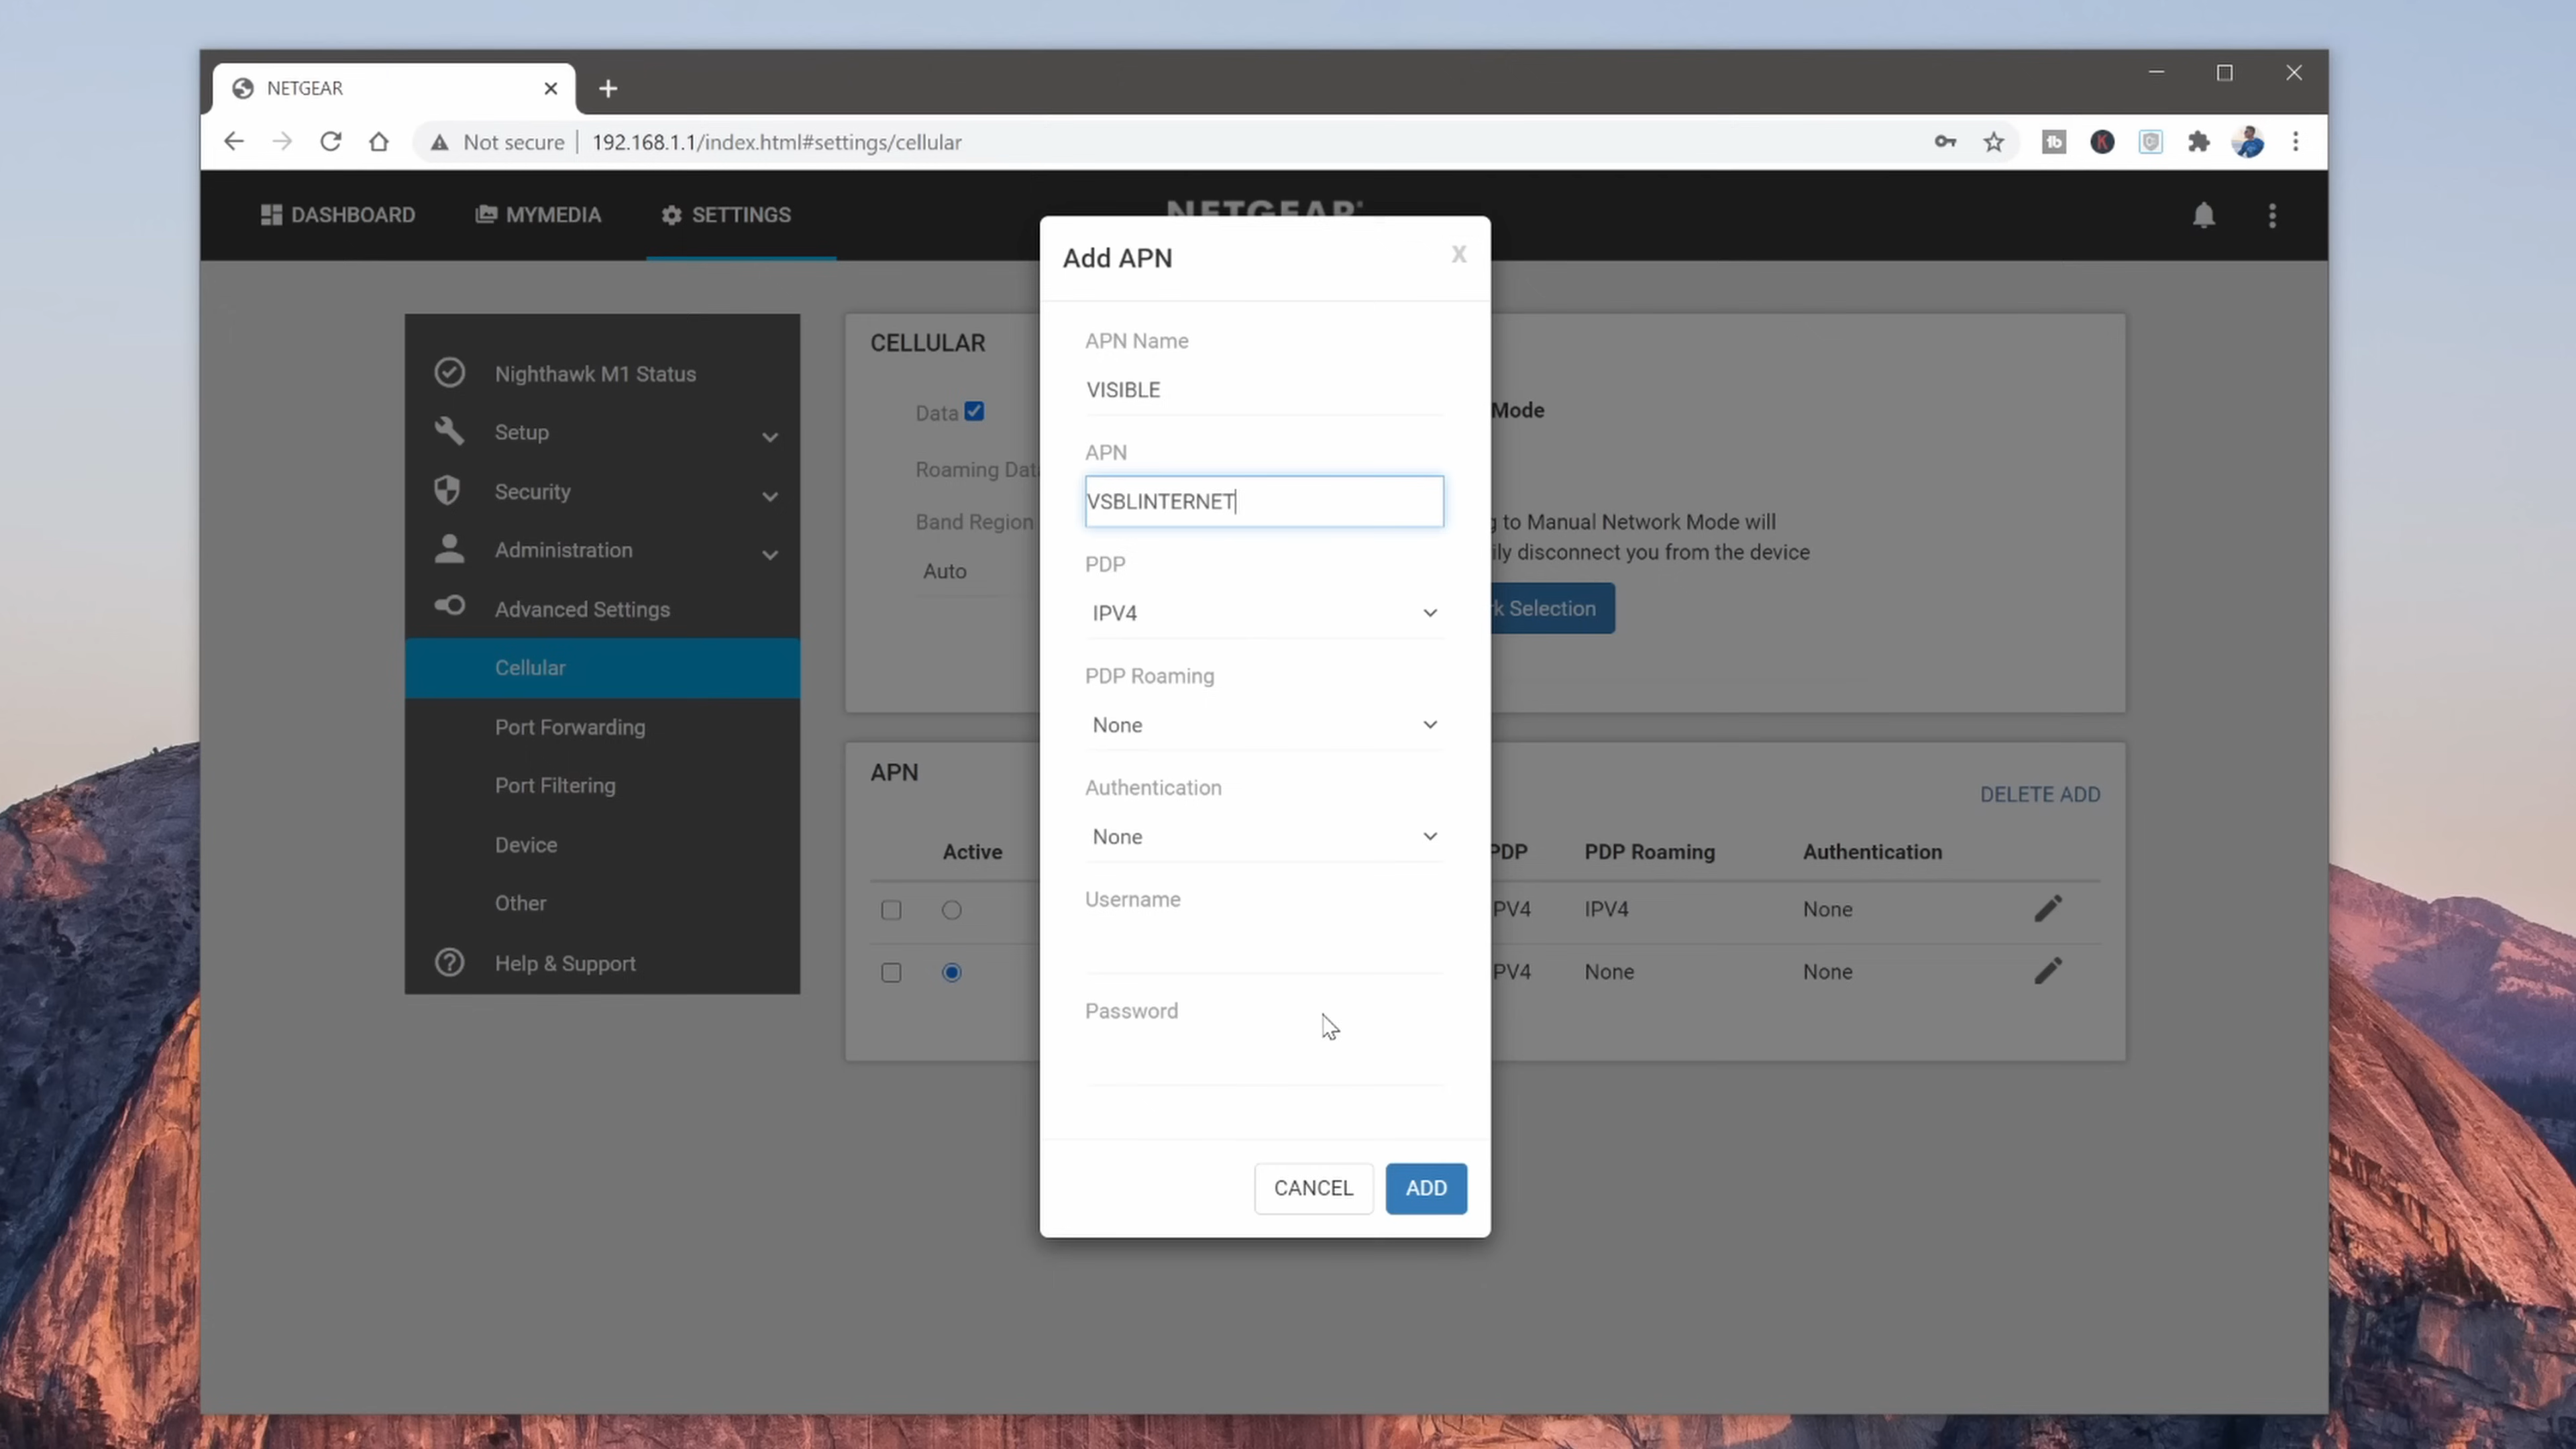 NETGEAR
Not secure 192.168.1.1/index.html#settings/cellular
DASHBOARD
MYMEDIA
SETTINGS
NETGEAR
Add APN
X
APN Name
VISIBLE
APN
VSBLINTERNET
PDP
IPV4
PDP Roaming
None
Authentication
None
Username
Password
CANCEL
ADD
Nighthawk M1 Status
Setup
Security
Administration
Advanced Settings
Cellular
Port Forwarding
Port Filtering
Device
Other
Help & Support
CELLULAR
Data
Mode
Roaming Data
Band Region
Auto
g to Manual Network Mode will
ily disconnect you from the device
k Selection
APN
DELETE ADD
Active PDP PDP Roaming Authentication
PV4 IPV4 None
PV4 None None